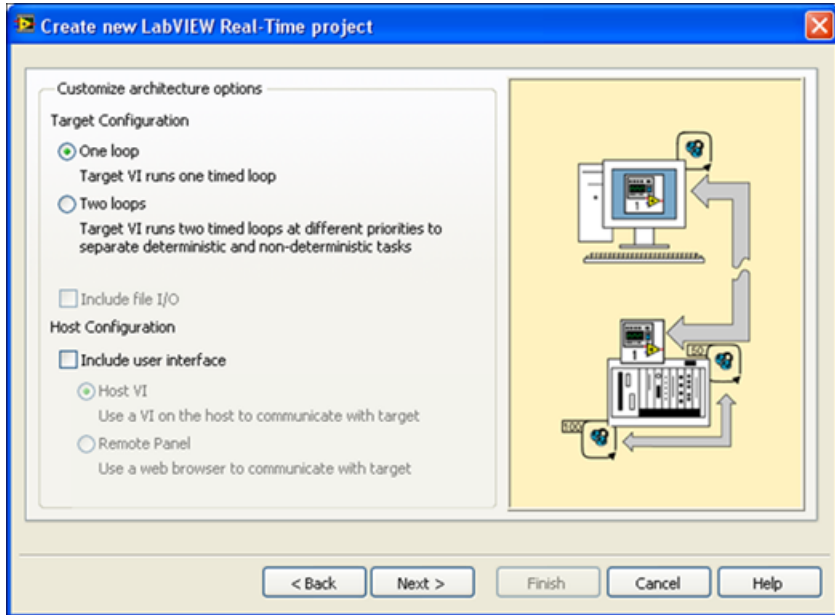 Create new LabVIEW Real-Time project
Customize architecture options
Target Configuration
One loop
Target VI runs one timed loop
Two loops
Target VI runs two timed loops at different priorities to
separate deterministic and non-deterministic tasks
Include file I/O
Host Configuration
Include user interface
Host VI
Use a VI on the host to communicate with target
Remote Panel
Use a web browser to communicate with target
1
1
50
100
< Back
Next >
Finish
Cancel
Help